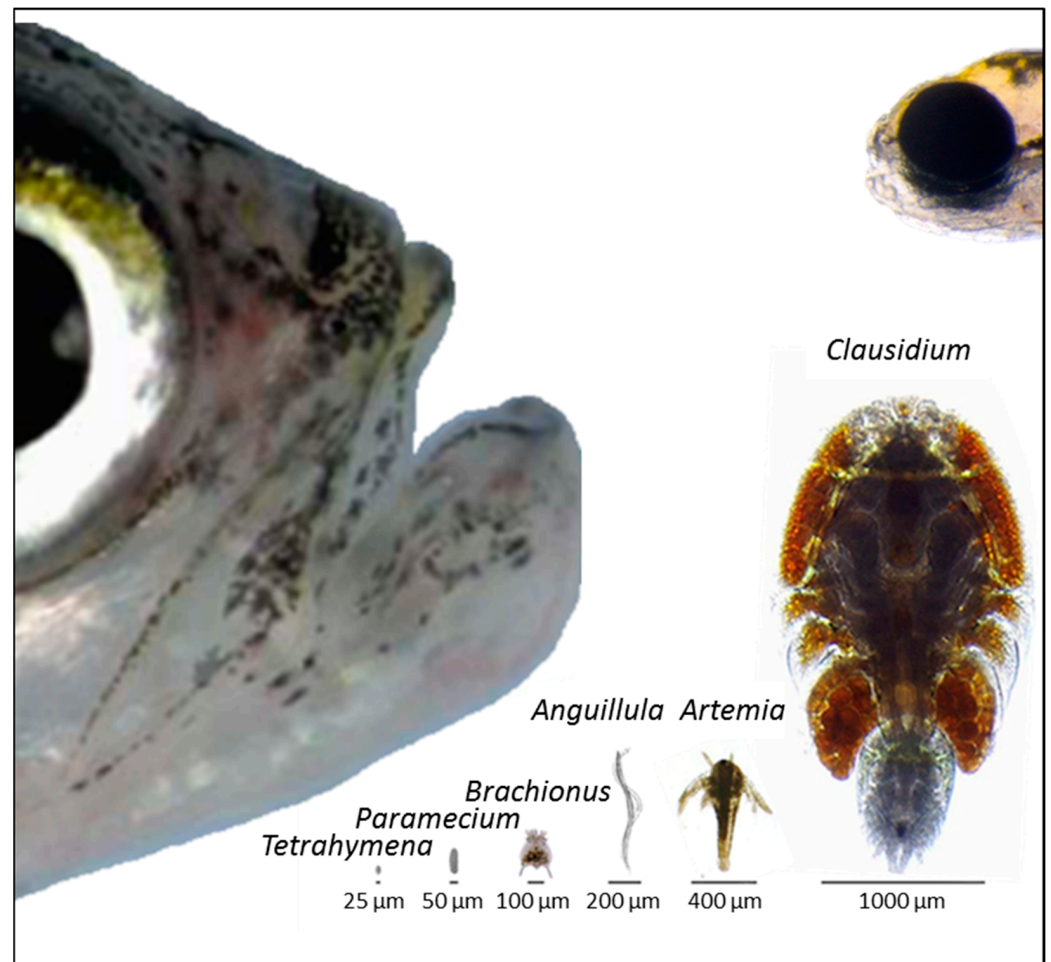 Clausidium
Anguillula Artemia
Brachionus
Paramecium
Tetrahymena
25 µm 50 µm 100 µm 200 µm 400 µm 1000 µm